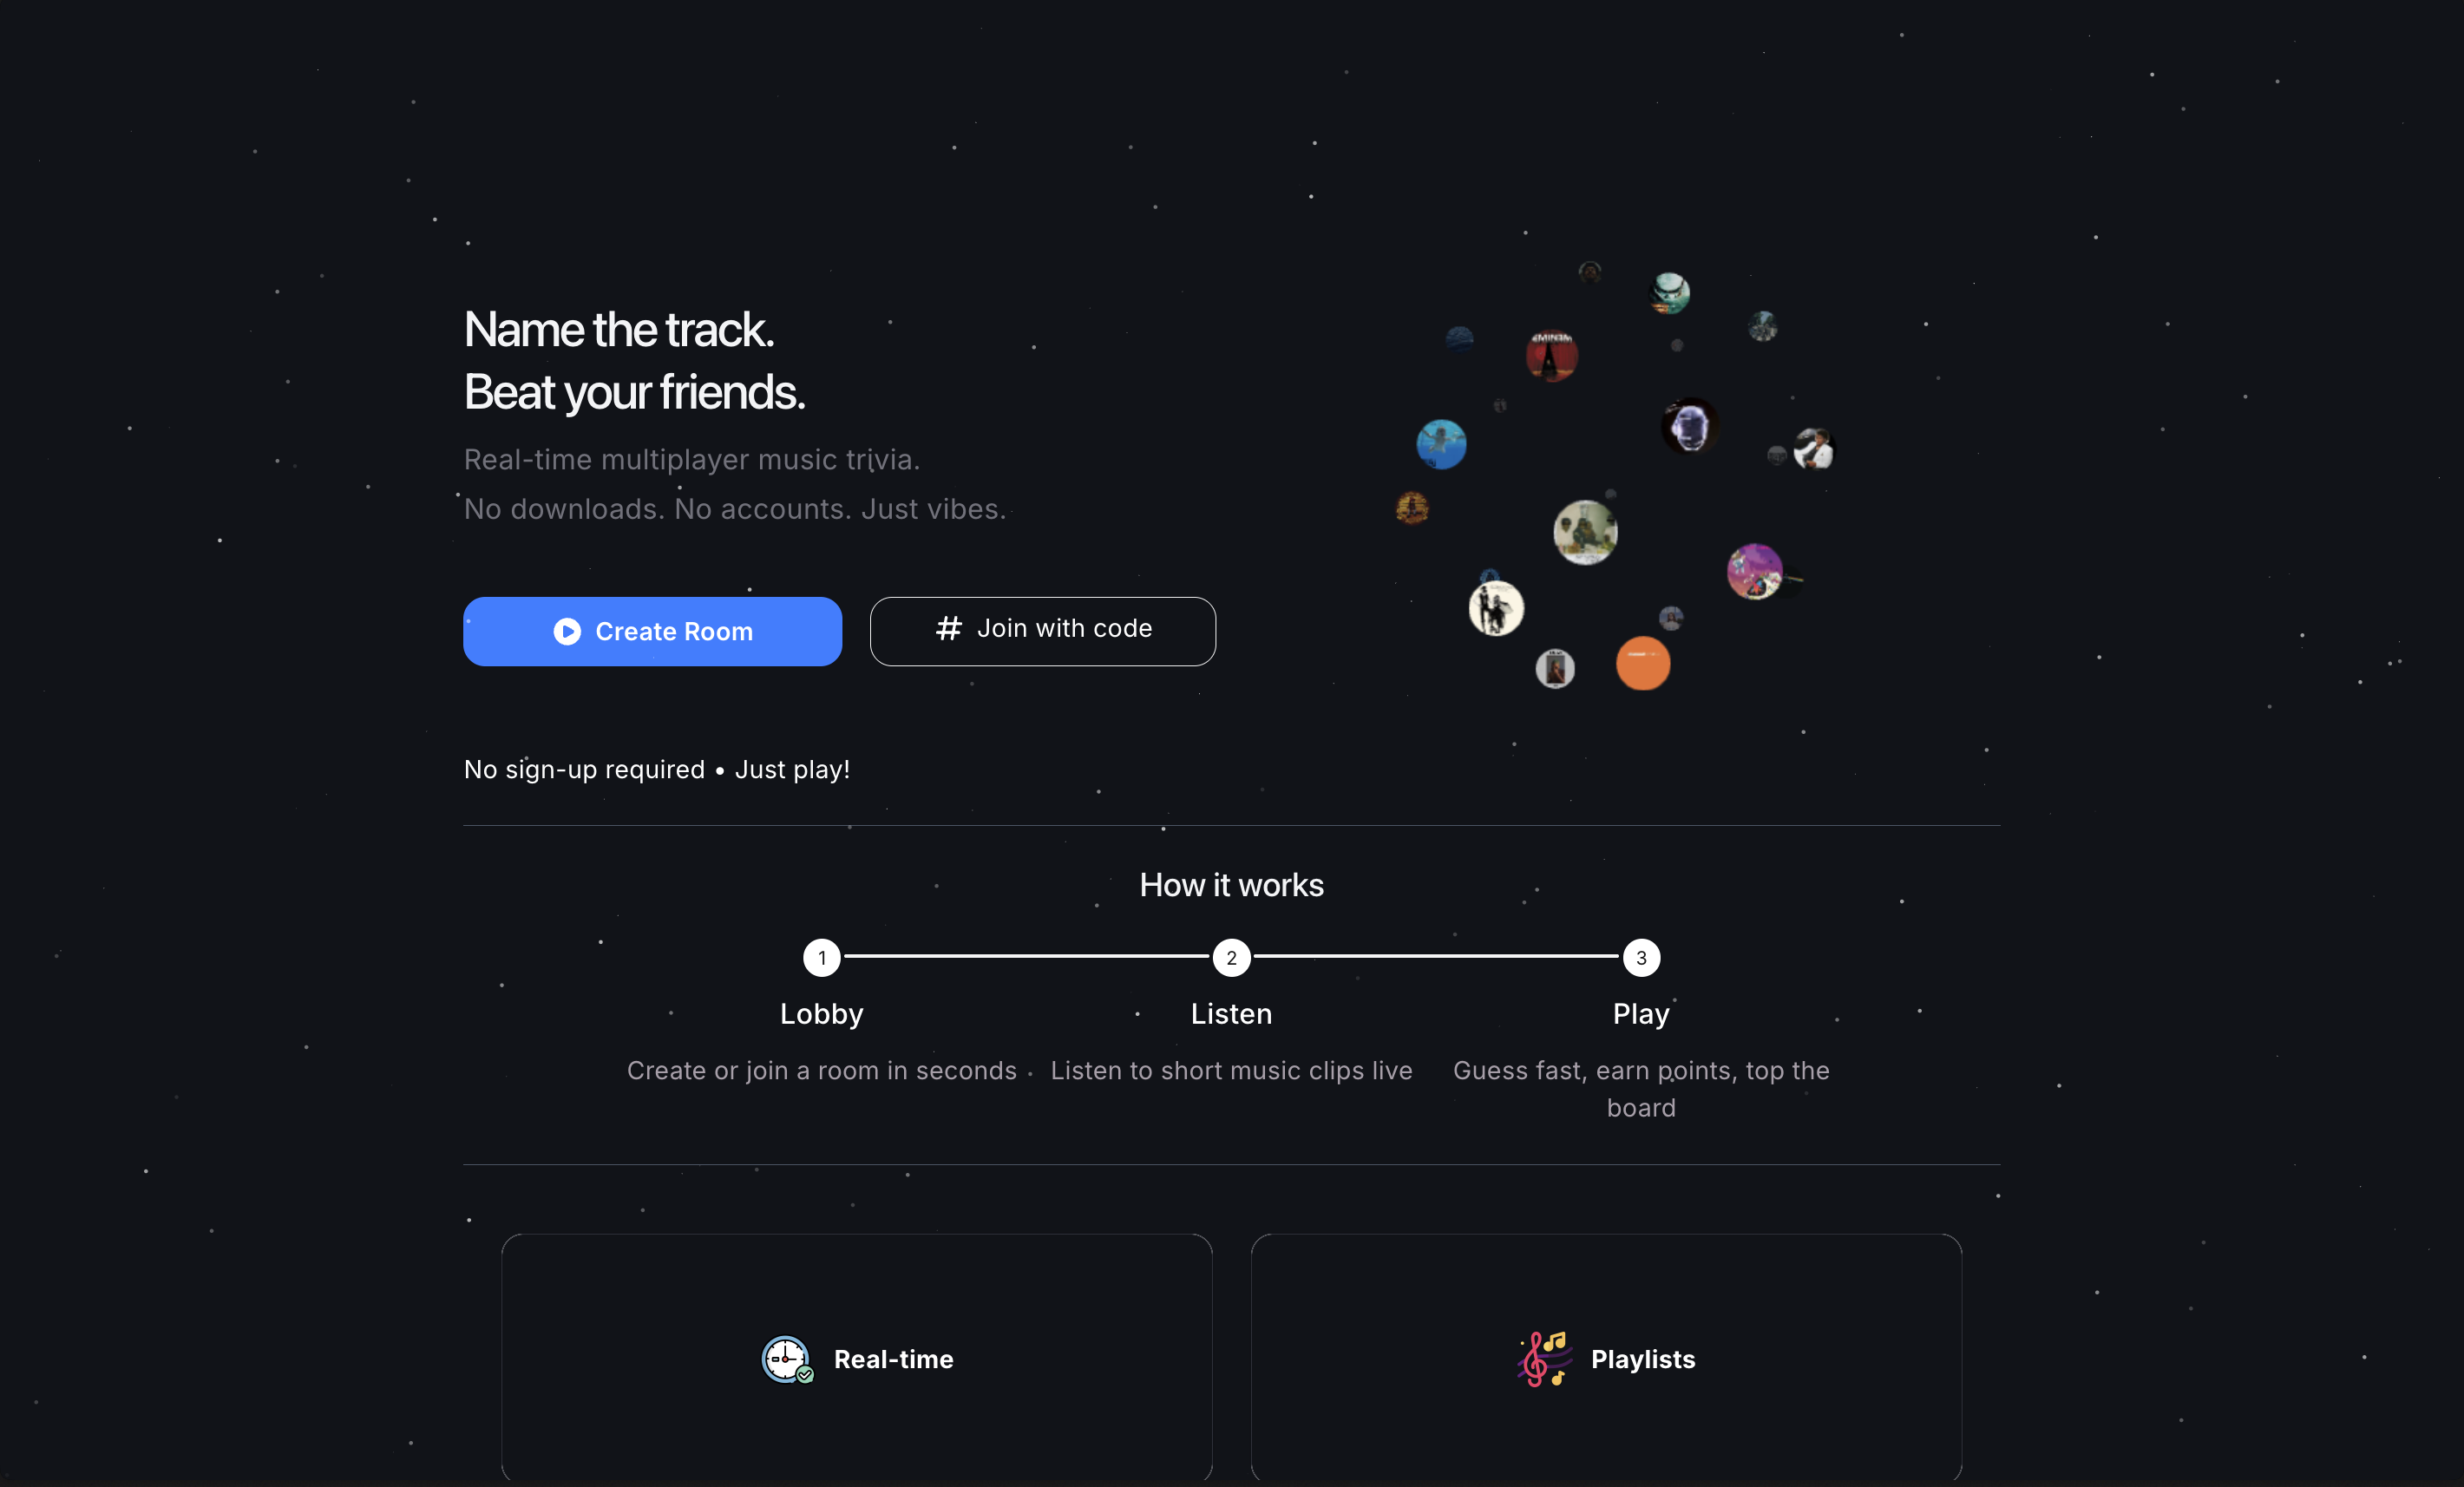 Name the track.
Beat your friends.
Real-time multiplayer music trivia.
No downloads. No accounts. Just vibes.
EMINEM
Create Room
# Join with code
No sign-up required • Just play!
How it works
1
2
3
Lobby
Listen
Play
Create or join a room in seconds
Listen to short music clips live
Guess fast, earn points, top the
board
Real-time
Playlists